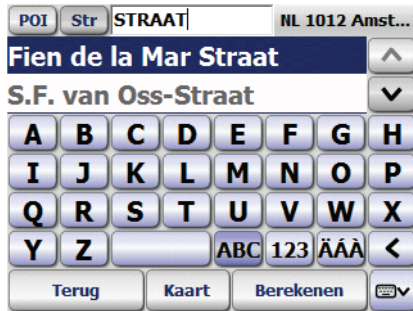 POI Str STRAAT NL 1012 Amst...
Fien de la Mar Straat
S.F. van Oss-Straat
A B C D E F G H
I J K L M N O P
Q R S T U V W X
Y Z ABC 123 ÄÁÀ <
Terug Kaart Berekenen